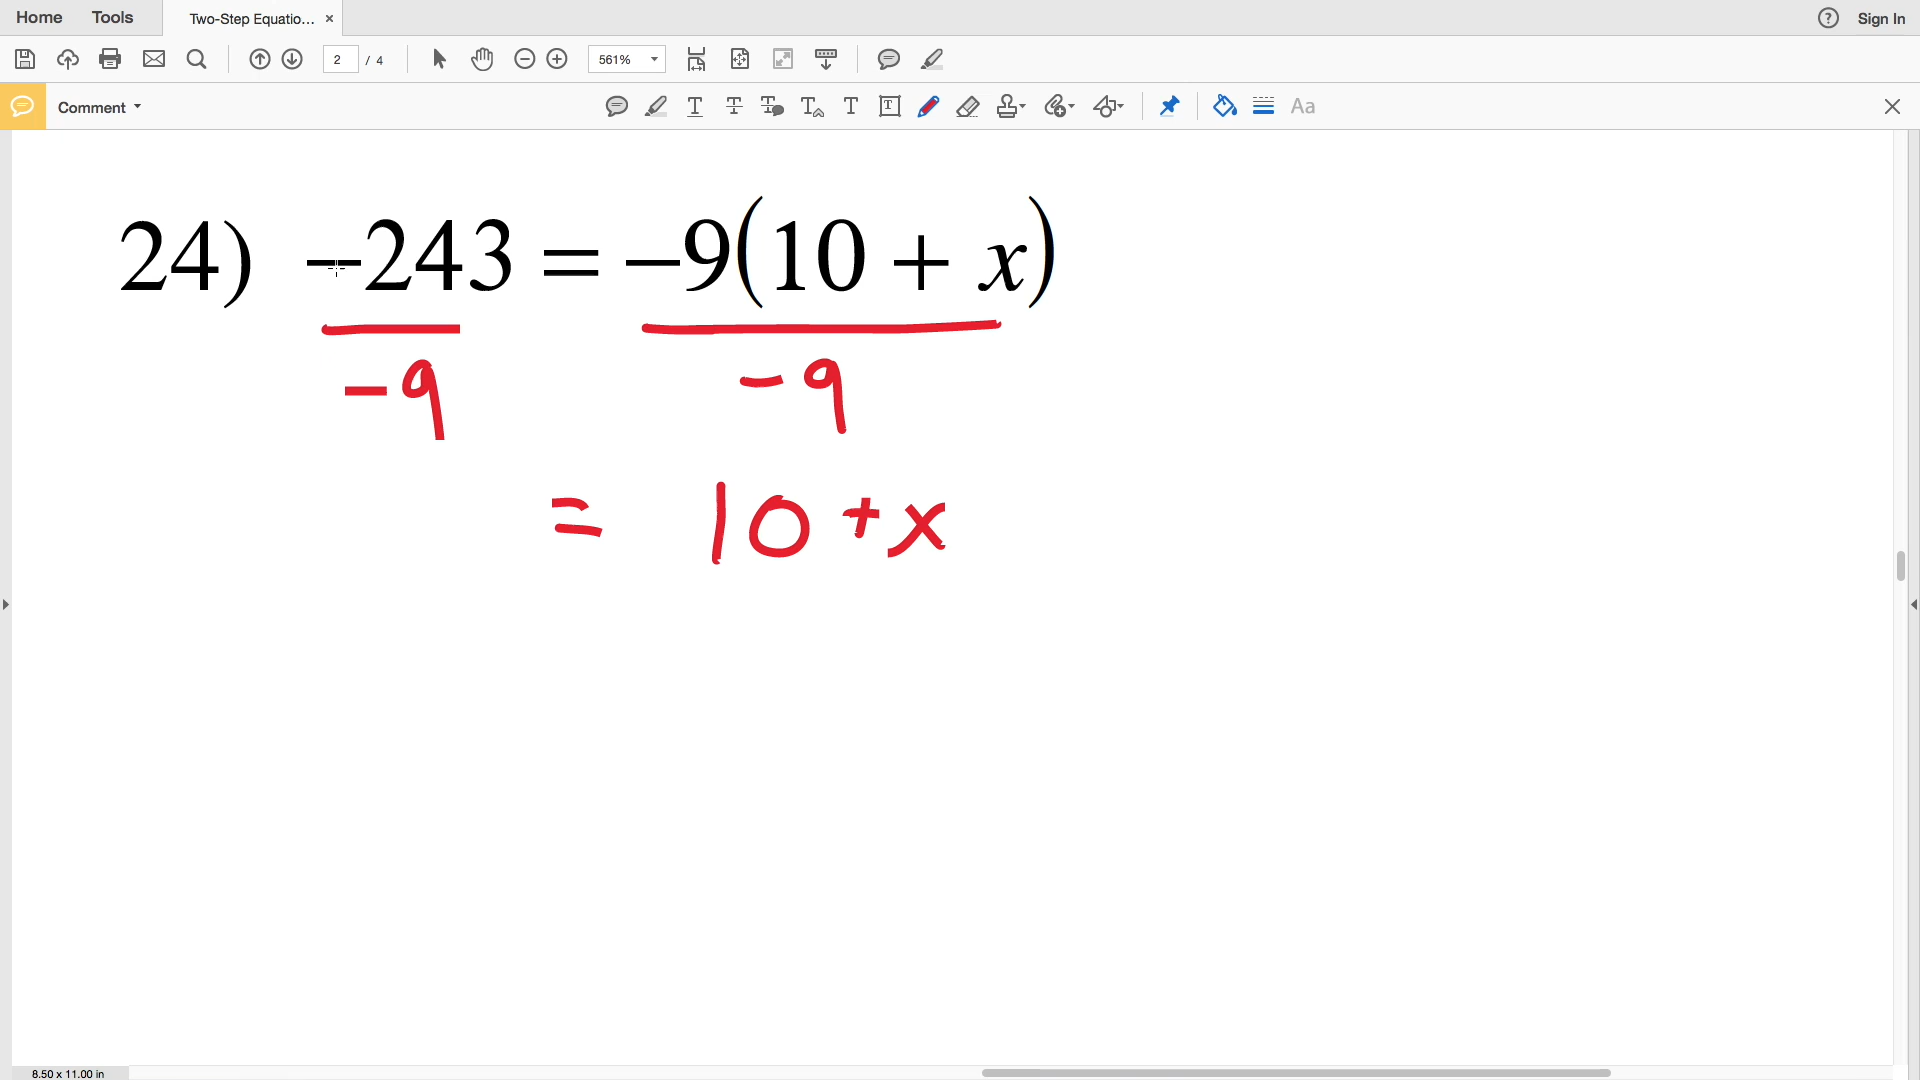 Home Tools Two-Step Equatio... × ? Sign In
2 / 4 561%
Comment T T T T T T Aa
24) −243 = −9(10 + x)
-9 -9
= 10 + x
8.50 x 11.00 in